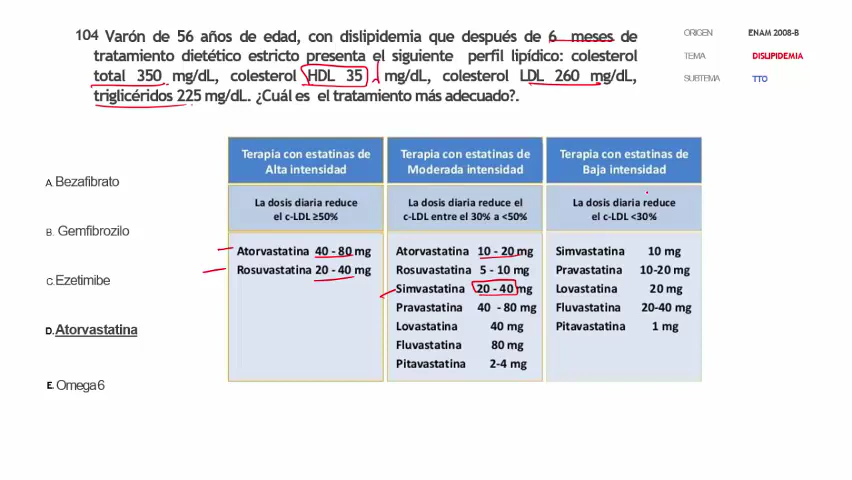 104 Varón de 56 años de edad, con dislipidemia que después de 6 meses de
tratamiento dietético estricto presenta el siguiente perfil lipídico: colesterol
total 350 mg/dL, colesterol HDL 35 mg/dL, colesterol LDL 260 mg/dL,
triglicéridos 225 mg/dL. ¿Cuál es el tratamiento más adecuado?.
ORIGEN ENAM 2008-B
TEMA DISLIPIDEMIA
SUBTEMA TTO
A. Bezafibrato
B. Gemfibrozilo
C. Ezetimibe
D. Atorvastatina
E. Omega 6
Terapia con estatinas de
Alta intensidad
La dosis diaria reduce
el c-LDL ≥50%
Atorvastatina 40 - 80 mg
Rosuvastatina 20 - 40 mg
Terapia con estatinas de
Moderada intensidad
La dosis diaria reduce el
c-LDL entre el 30% a <50%
Atorvastatina 10 - 20 mg
Rosuvastatina 5 - 10 mg
Simvastatina 20 - 40 mg
Pravastatina 40 - 80 mg
Lovastatina 40 mg
Fluvastatina 80 mg
Pitavastatina 2-4 mg
Terapia con estatinas de
Baja intensidad
La dosis diaria reduce
el c-LDL <30%
Simvastatina 10 mg
Pravastatina 10-20 mg
Lovastatina 20 mg
Fluvastatina 20-40 mg
Pitavastatina 1 mg